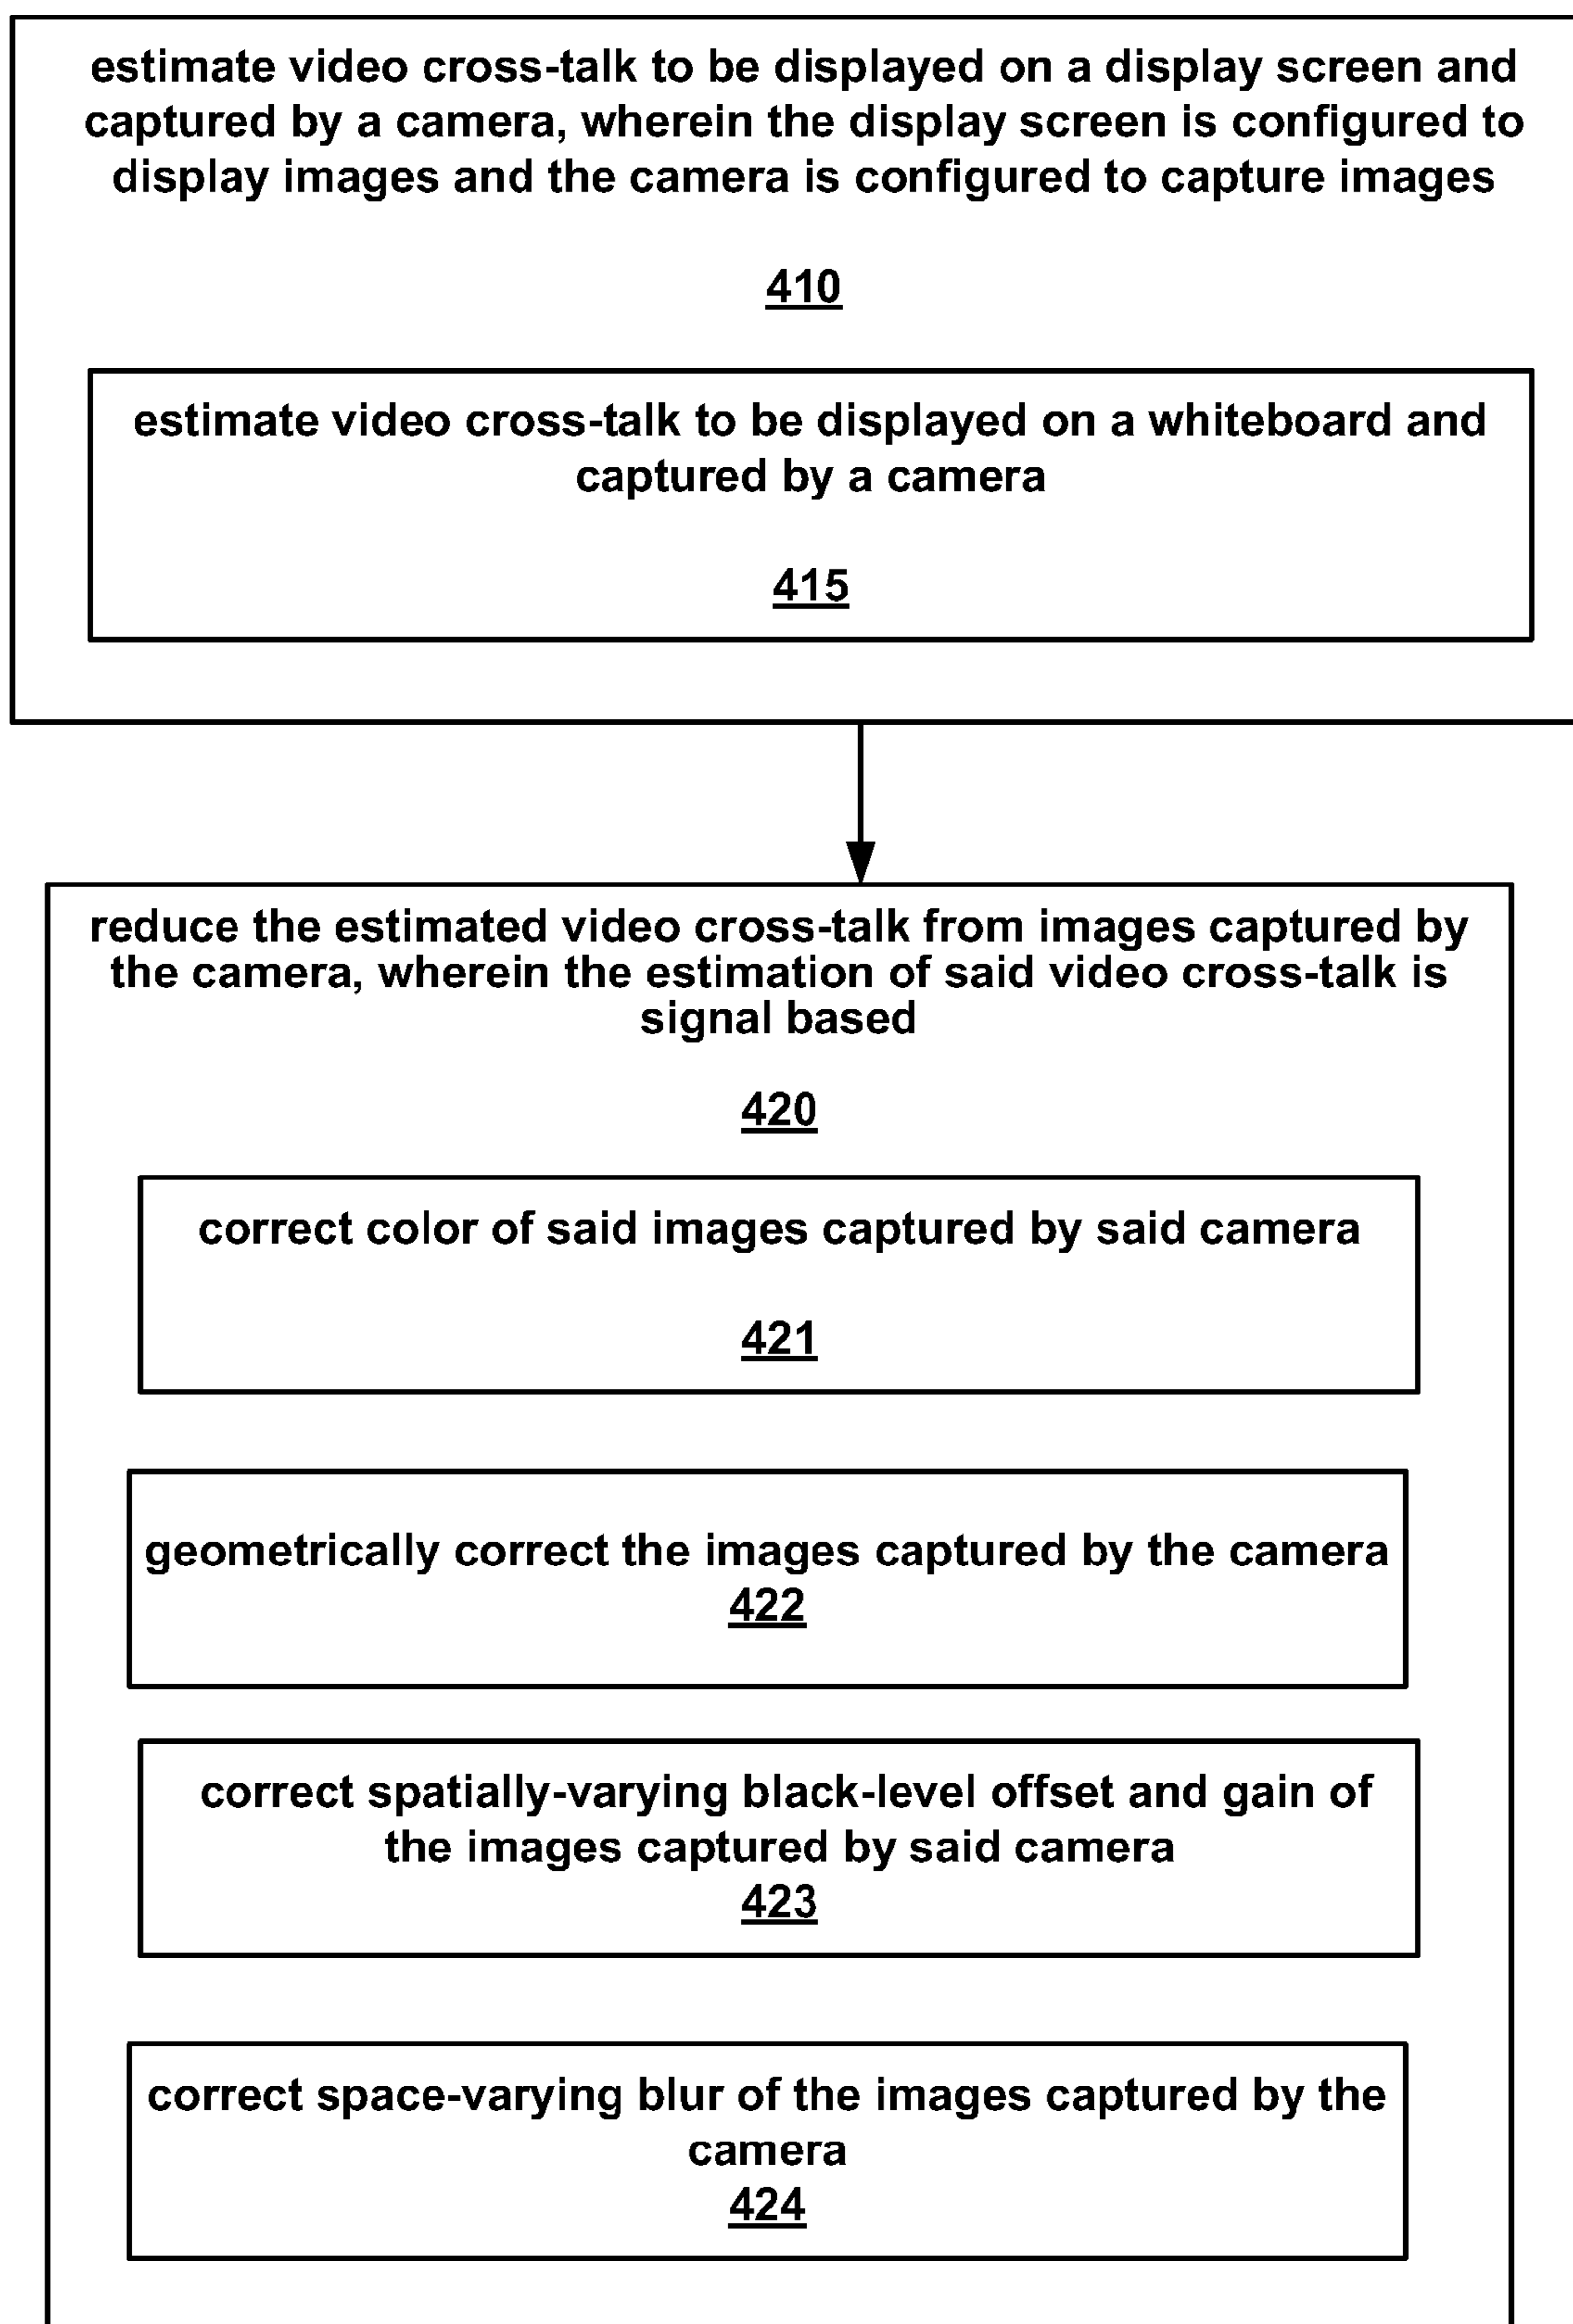 estimate video cross-talk to be displayed on a display screen and
captured by a camera, wherein the display screen is configured to
display images and the camera is configured to capture images
410
estimate video cross-talk to be displayed on a whiteboard and
captured by a camera
415
reduce the estimated video cross-talk from images captured by
the camera, wherein the estimation of said video cross-talk is
signal based
420
correct color of said images captured by said camera
421
geometrically correct the images captured by the camera
422
correct spatially-varying black-level offset and gain of
the images captured by said camera
423
correct space-varying blur of the images captured by the
camera
424